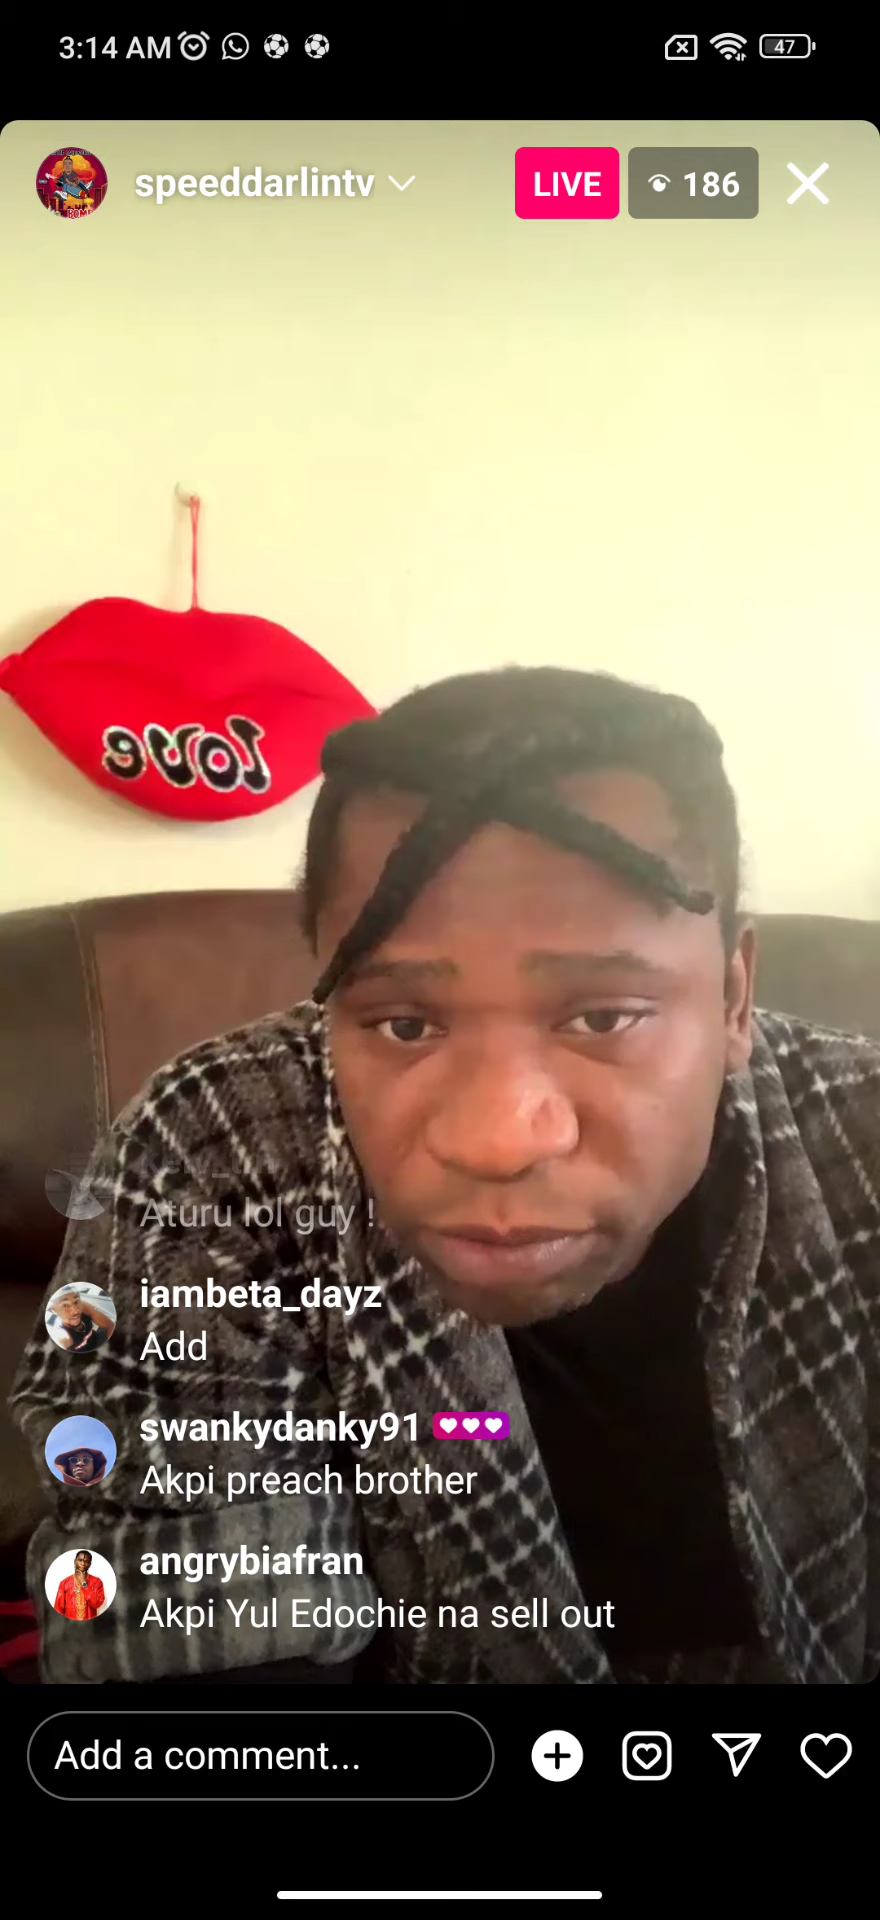 3:14 AM
47
speeddarlintv
LIVE
186
love
Aturu lol guy !
iambeta_dayz
Add
swankydanky91
Akpi preach brother
angrybiafran
Akpi Yul Edochie na sell out
Add a comment...